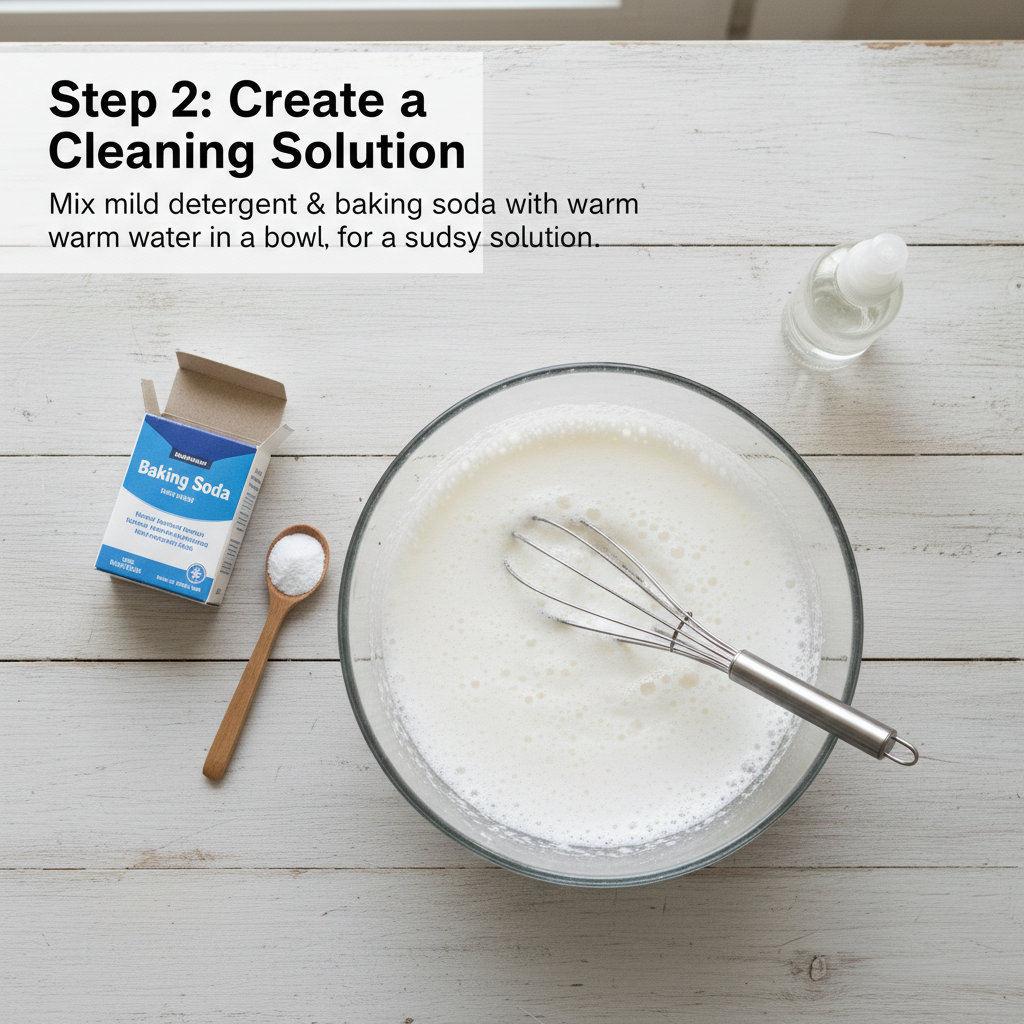 Step 2: Create a
Cleaning Solution
Mix mild detergent & baking soda with warm
warm water in a bowl, for a sudsy solution.
Baking Soda